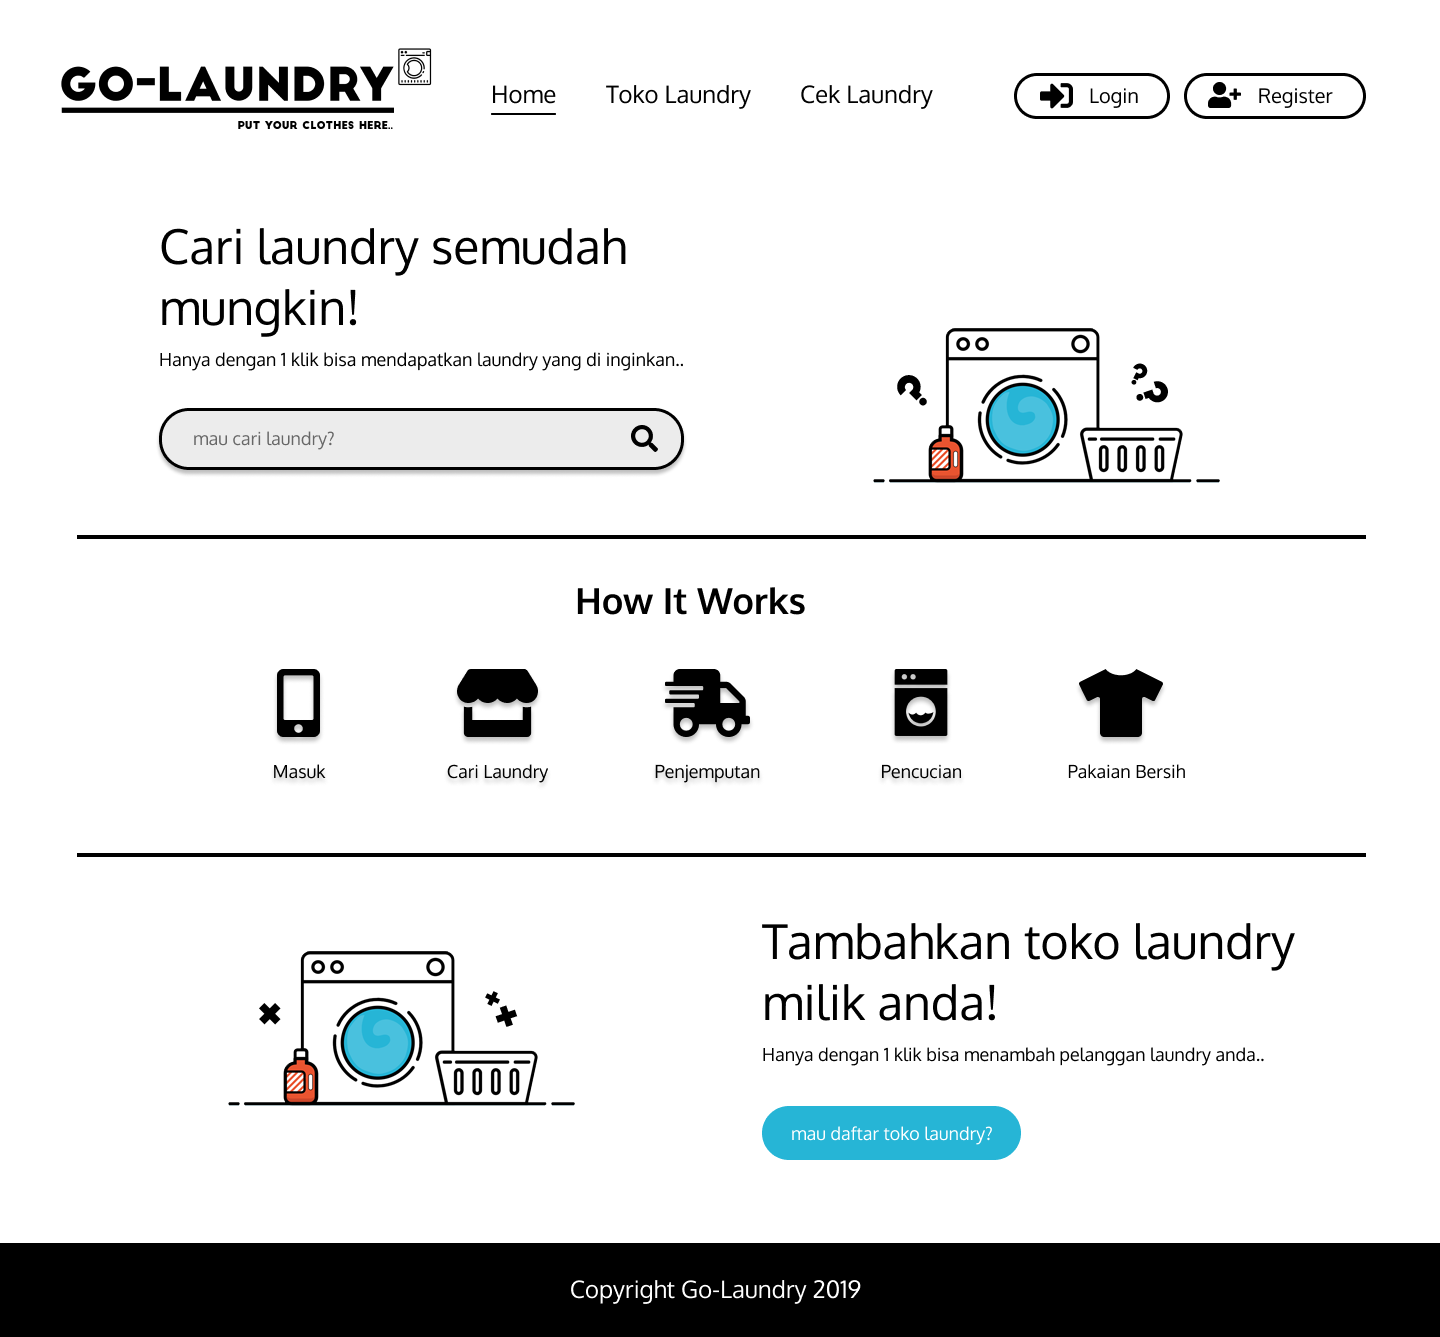 GO-LAUNDRY
PUT YOUR CLOTHES HERE..
Home
Toko Laundry
Cek Laundry
Login
Register
Cari laundry semudah
mungkin!
Hanya dengan 1 klik bisa mendapatkan laundry yang di inginkan..
mau cari laundry?
? ? ?
How It Works
Masuk
Cari Laundry
Penjemputan
Pencucian
Pakaian Bersih
Tambahkan toko laundry
milik anda!
Hanya dengan 1 klik bisa menambah pelanggan laundry anda..
mau daftar toko laundry?
Copyright Go-Laundry 2019